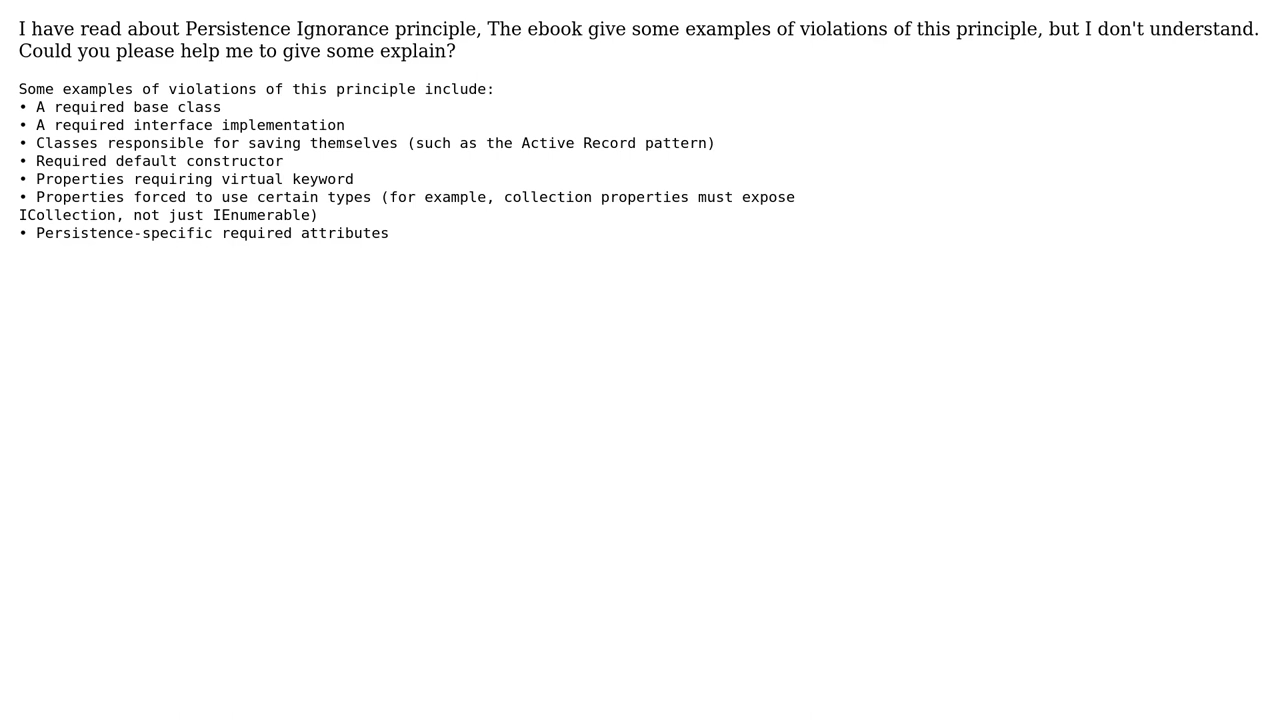 I have read about Persistence Ignorance principle, The ebook give some examples of violations of this principle, but I don't understand.
Could you please help me to give some explain?
Some examples of violations of this principle include:
• A required base class
• A required interface implementation
• Classes responsible for saving themselves (such as the Active Record pattern)
• Required default constructor
• Properties requiring virtual keyword
• Properties forced to use certain types (for example, collection properties must expose
ICollection, not just IEnumerable)
• Persistence-specific required attributes